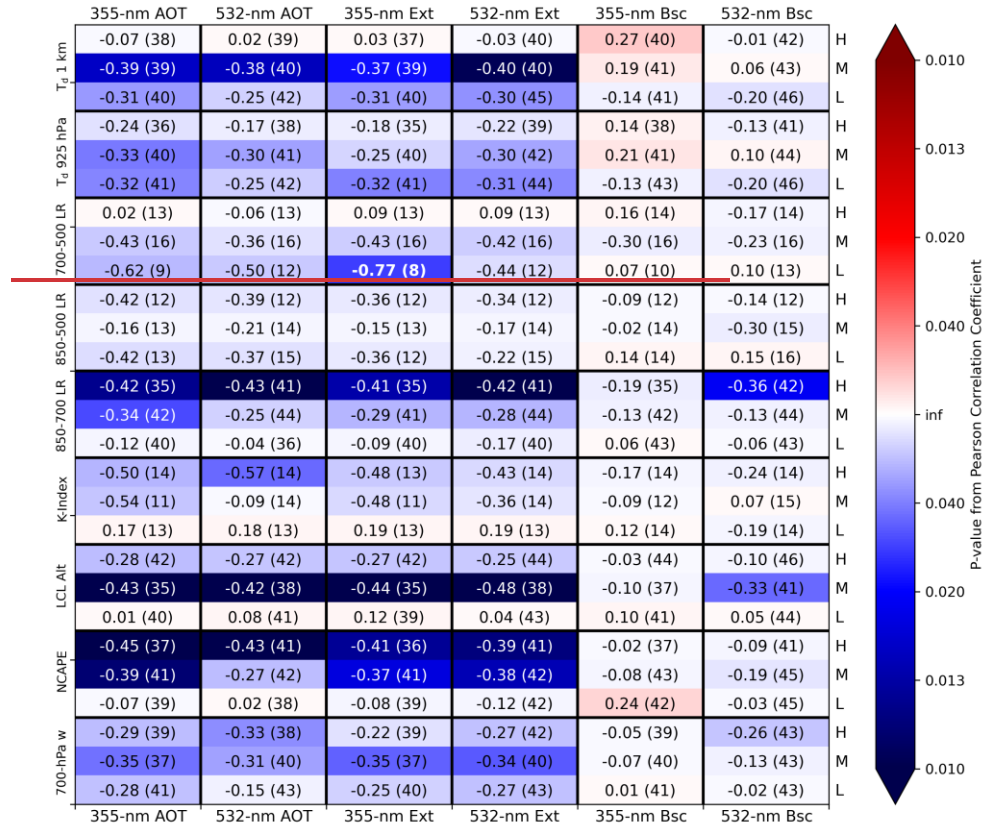 355-nm AOT 532-nm AOT 355-nm Ext 532-nm Ext 355-nm Bsc 532-nm Bsc
T_d 1 km
-0.07 (38) 0.02 (39) 0.03 (37) -0.03 (40) 0.27 (40) -0.01 (42) H
-0.39 (39) -0.38 (40) -0.37 (39) -0.40 (40) 0.19 (41) 0.06 (43) M
-0.31 (40) -0.25 (42) -0.31 (40) -0.30 (45) -0.14 (41) -0.20 (46) L
T_d 925 hPa
-0.24 (36) -0.17 (38) -0.18 (35) -0.22 (39) 0.14 (38) -0.13 (41) H
-0.33 (40) -0.30 (41) -0.25 (40) -0.30 (42) 0.21 (41) 0.10 (44) M
-0.32 (41) -0.25 (42) -0.32 (41) -0.31 (44) -0.13 (43) -0.20 (46) L
700-500 LR
0.02 (13) -0.06 (13) 0.09 (13) 0.09 (13) 0.16 (14) -0.17 (14) H
-0.43 (16) -0.36 (16) -0.43 (16) -0.42 (16) -0.30 (16) -0.23 (16) M
-0.62 (9) -0.50 (12) -0.77 (8) -0.44 (12) 0.07 (10) 0.10 (13) L
850-500 LR
-0.42 (12) -0.39 (12) -0.36 (12) -0.34 (12) -0.09 (12) -0.14 (12) H
-0.16 (13) -0.21 (14) -0.15 (13) -0.17 (14) -0.02 (14) -0.30 (15) M
-0.42 (13) -0.37 (15) -0.36 (12) -0.22 (15) 0.14 (14) 0.15 (16) L
850-700 LR
-0.42 (35) -0.43 (41) -0.41 (35) -0.42 (41) -0.19 (35) -0.36 (42) H
-0.34 (42) -0.25 (44) -0.29 (41) -0.28 (44) -0.13 (42) -0.13 (44) M
-0.12 (40) -0.04 (36) -0.09 (40) -0.17 (40) 0.06 (43) -0.06 (43) L
K-Index
-0.50 (14) -0.57 (14) -0.48 (13) -0.43 (14) -0.17 (14) -0.24 (14) H
-0.54 (11) -0.09 (14) -0.48 (11) -0.36 (14) -0.09 (12) 0.07 (15) M
0.17 (13) 0.18 (13) 0.19 (13) 0.19 (13) 0.12 (14) -0.19 (14) L
LCL Alt
-0.28 (42) -0.27 (42) -0.27 (42) -0.25 (44) -0.03 (44) -0.10 (46) H
-0.43 (35) -0.42 (38) -0.44 (35) -0.48 (38) -0.10 (37) -0.33 (41) M
0.01 (40) 0.08 (41) 0.12 (39) 0.04 (43) 0.10 (41) 0.05 (44) L
NCAPE
-0.45 (37) -0.43 (41) -0.41 (36) -0.39 (41) -0.02 (37) -0.09 (41) H
-0.39 (41) -0.27 (42) -0.37 (41) -0.38 (42) -0.08 (43) -0.19 (45) M
-0.07 (39) 0.02 (38) -0.08 (39) -0.12 (42) 0.24 (42) -0.03 (45) L
700-hPa w
-0.29 (39) -0.33 (38) -0.22 (39) -0.27 (42) -0.05 (39) -0.26 (43) H
-0.35 (37) -0.31 (40) -0.35 (37) -0.34 (40) -0.07 (40) -0.13 (43) M
-0.28 (41) -0.15 (43) -0.25 (40) -0.27 (43) 0.01 (41) -0.02 (43) L
355-nm AOT 532-nm AOT 355-nm Ext 532-nm Ext 355-nm Bsc 532-nm Bsc
0.010
0.013
0.020
0.040
inf
0.040
0.020
0.013
0.010
P-value from Pearson Correlation Coefficient